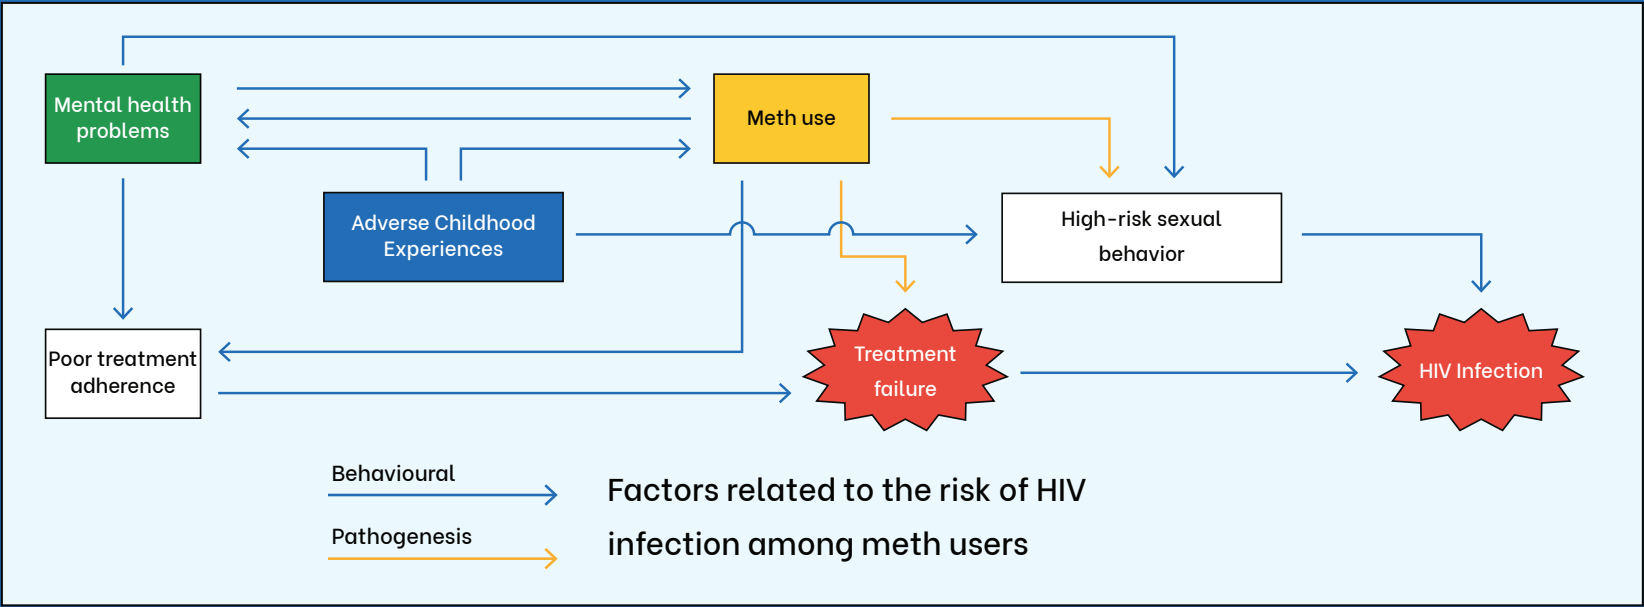 Mental health
problems
Meth use
Adverse Childhood
Experiences
High-risk sexual
behavior
Poor treatment
adherence
Treatment
failure
HIV Infection
Behavioural
Pathogenesis
Factors related to the risk of HIV
infection among meth users